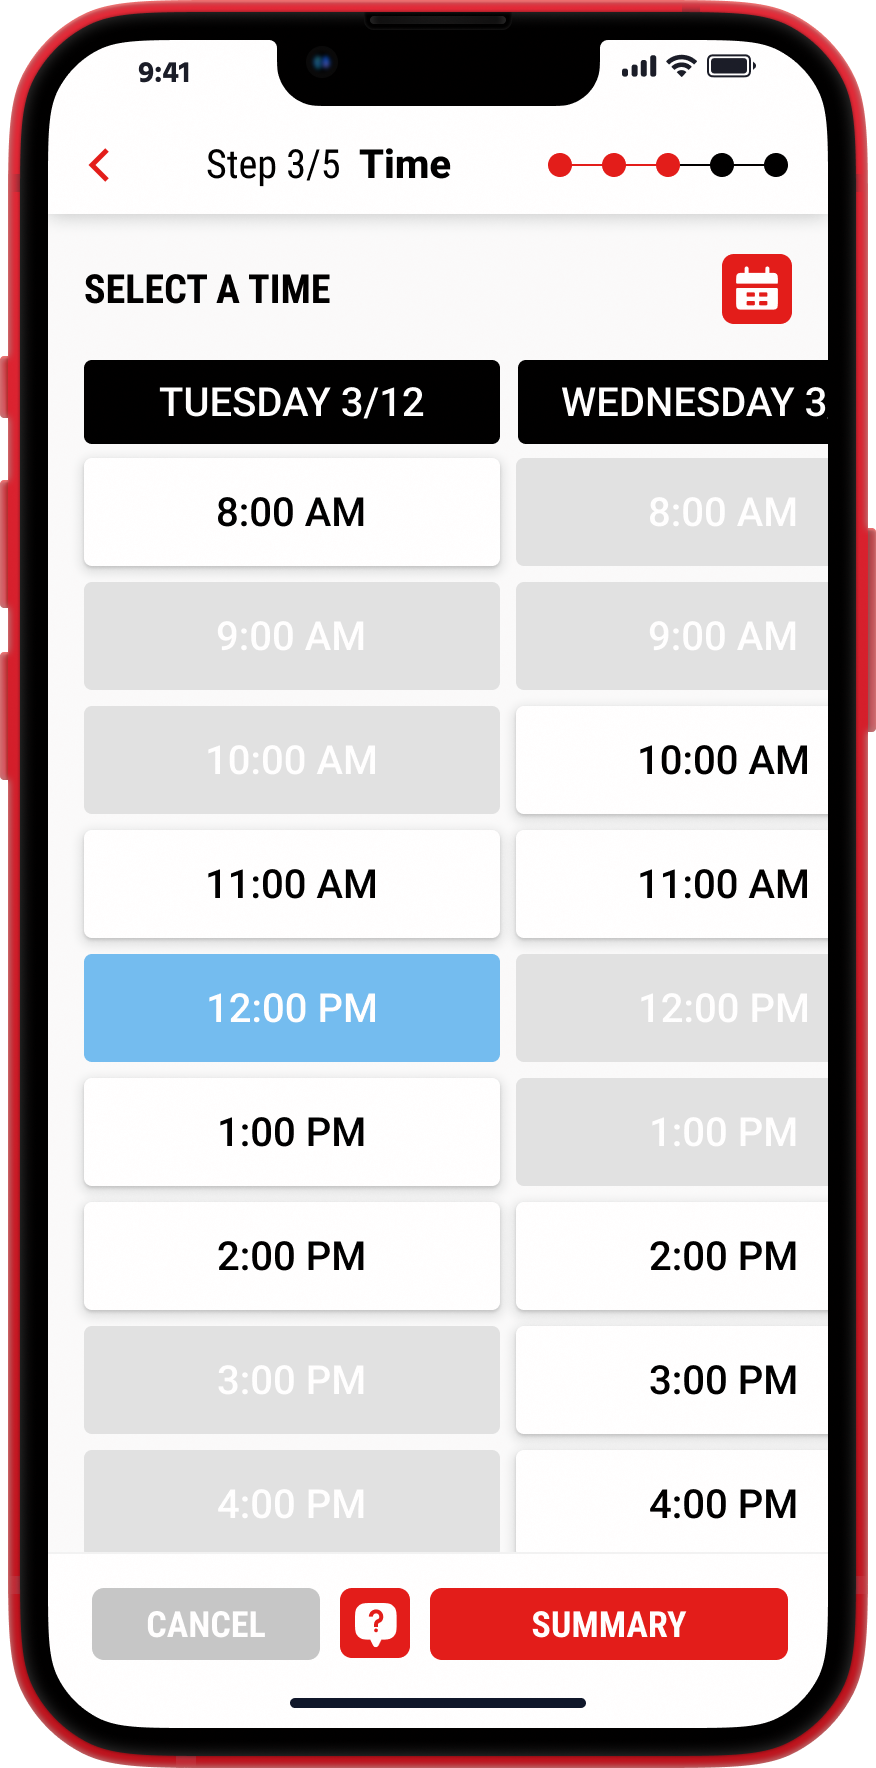 9:41
Step 3/5 Time
SELECT A TIME
TUESDAY 3/12 WEDNESDAY 3
8:00 AM 8:00 AM
9:00 AM 9:00 AM
10:00 AM 10:00 AM
11:00 AM 11:00 AM
12:00 PM 12:00 PM
1:00 PM 1:00 PM
2:00 PM 2:00 PM
3:00 PM 3:00 PM
4:00 PM 4:00 PM
CANCEL ? SUMMARY